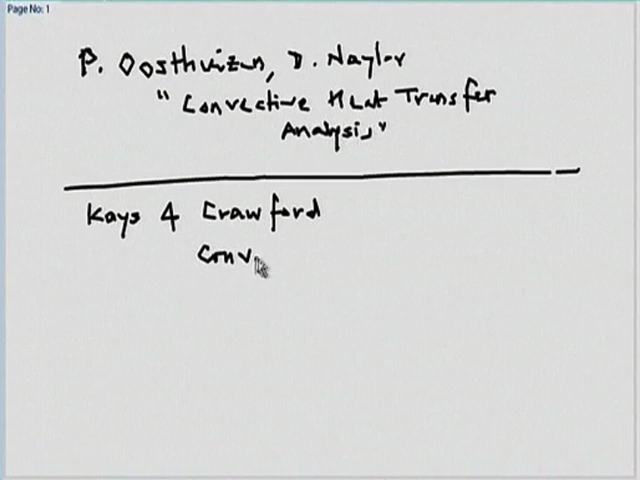 Page No: 1
P. Oosthuizen, D. Naylor
"Convective Heat Transfer
Analysis"
Kays & Crawford
Conv